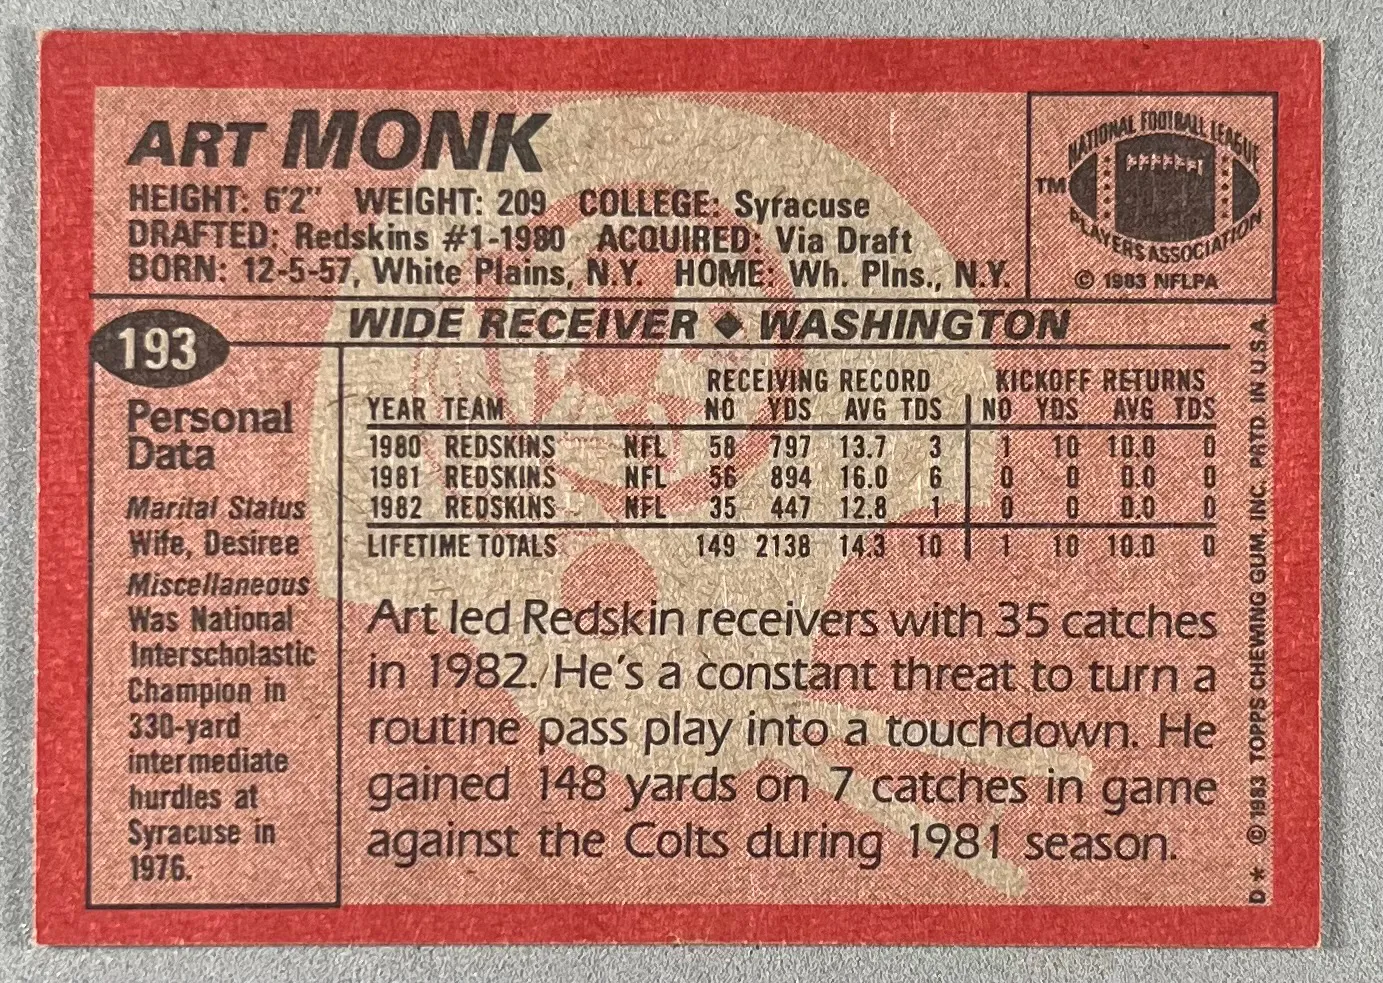 ART MONK
HEIGHT: 6'2" WEIGHT: 209 COLLEGE: Syracuse
DRAFTED: Redskins #1-1980 ACQUIRED: Via Draft
BORN: 12-5-57, White Plains, N.Y. HOME: Wh. Plns., N.Y.
NATIONAL FOOTBALL LEAGUE
TM
PLAYERS ASSOCIATION
© 1983 NFLPA
193
WIDE RECEIVER ◆ WASHINGTON
Personal
Data
Marital Status
Wife, Desiree
Miscellaneous
Was National
Interscholastic
Champion in
330-yard
intermediate
hurdles at
Syracuse in
1976.
RECEIVING RECORD KICKOFF RETURNS
YEAR TEAM NO YDS AVG TDS NO YDS AVG TDS
1980 REDSKINS NFL 58 797 13.7 3 1 10 10.0 0
1981 REDSKINS NFL 56 894 16.0 6 0 0 0.0 0
1982 REDSKINS NFL 35 447 12.8 1 0 0 0.0 0
LIFETIME TOTALS 149 2138 14.3 10 1 10 10.0 0
Art led Redskin receivers with 35 catches
in 1982. He's a constant threat to turn a
routine pass play into a touchdown. He
gained 148 yards on 7 catches in game
against the Colts during 1981 season.
D* © 1983 TOPPS CHEWING GUM, INC. PRTD. IN U.S.A.